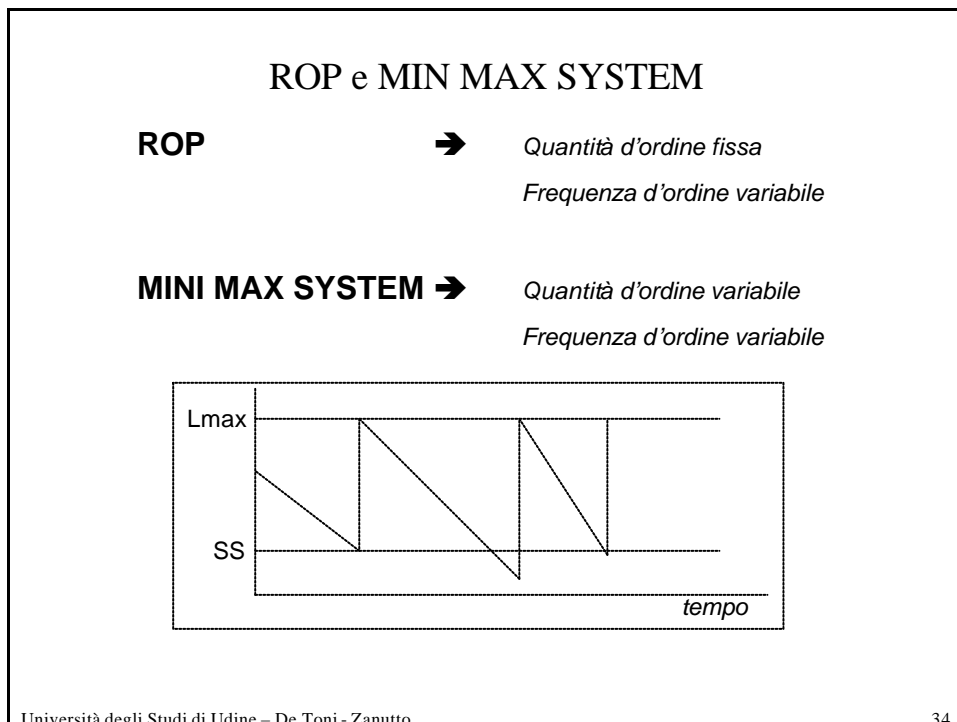 ROP e MIN MAX SYSTEM
ROP ➔ Quantità d'ordine fissa
Frequenza d'ordine variabile
MINI MAX SYSTEM ➔ Quantità d'ordine variabile
Frequenza d'ordine variabile
Lmax
SS
tempo
Università degli Studi di Udine – De Toni - Zanutto 34